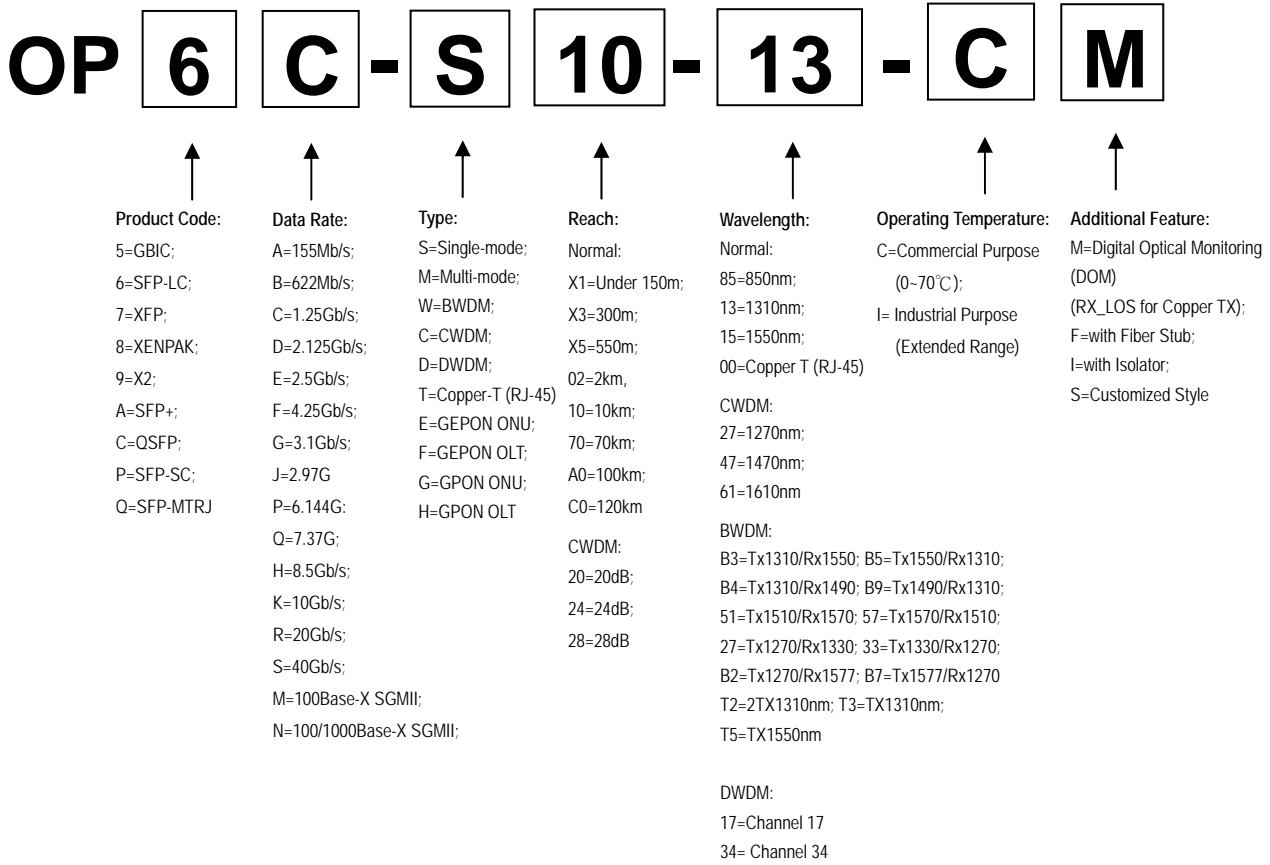 OP 6 C - S 10 - 13 - C M
Product Code:
5=GBIC;
6=SFP-LC;
7=XFP;
8=XENPAK;
9=X2;
A=SFP+;
C=QSFP;
P=SFP-SC;
Q=SFP-MTRJ
Data Rate:
A=155Mb/s;
B=622Mb/s;
C=1.25Gb/s;
D=2.125Gb/s;
E=2.5Gb/s;
F=4.25Gb/s;
G=3.1Gb/s;
J=2.97G
P=6.144G:
Q=7.37G;
H=8.5Gb/s;
K=10Gb/s;
R=20Gb/s;
S=40Gb/s;
M=100Base-X SGMII;
N=100/1000Base-X SGMII;
Type:
S=Single-mode;
M=Multi-mode;
W=BWDM;
C=CWDM;
D=DWDM;
T=Copper-T (RJ-45)
E=GEPON ONU;
F=GEPON OLT;
G=GPON ONU;
H=GPON OLT
Reach:
Normal:
X1=Under 150m;
X3=300m;
X5=550m;
02=2km,
10=10km;
70=70km;
A0=100km;
C0=120km
CWDM:
20=20dB;
24=24dB;
28=28dB
Wavelength:
Normal:
85=850nm;
13=1310nm;
15=1550nm;
00=Copper T (RJ-45)
CWDM:
27=1270nm;
47=1470nm;
61=1610nm
BWDM:
B3=Tx1310/Rx1550; B5=Tx1550/Rx1310;
B4=Tx1310/Rx1490; B9=Tx1490/Rx1310;
51=Tx1510/Rx1570; 57=Tx1570/Rx1510;
27=Tx1270/Rx1330; 33=Tx1330/Rx1270;
B2=Tx1270/Rx1577; B7=Tx1577/Rx1270
T2=2TX1310nm; T3=TX1310nm;
T5=TX1550nm
DWDM:
17=Channel 17
34= Channel 34
Operating Temperature:
C=Commercial Purpose
(0~70℃);
I= Industrial Purpose
(Extended Range)
Additional Feature:
M=Digital Optical Monitoring
(DOM)
(RX_LOS for Copper TX);
F=with Fiber Stub;
I=with Isolator;
S=Customized Style